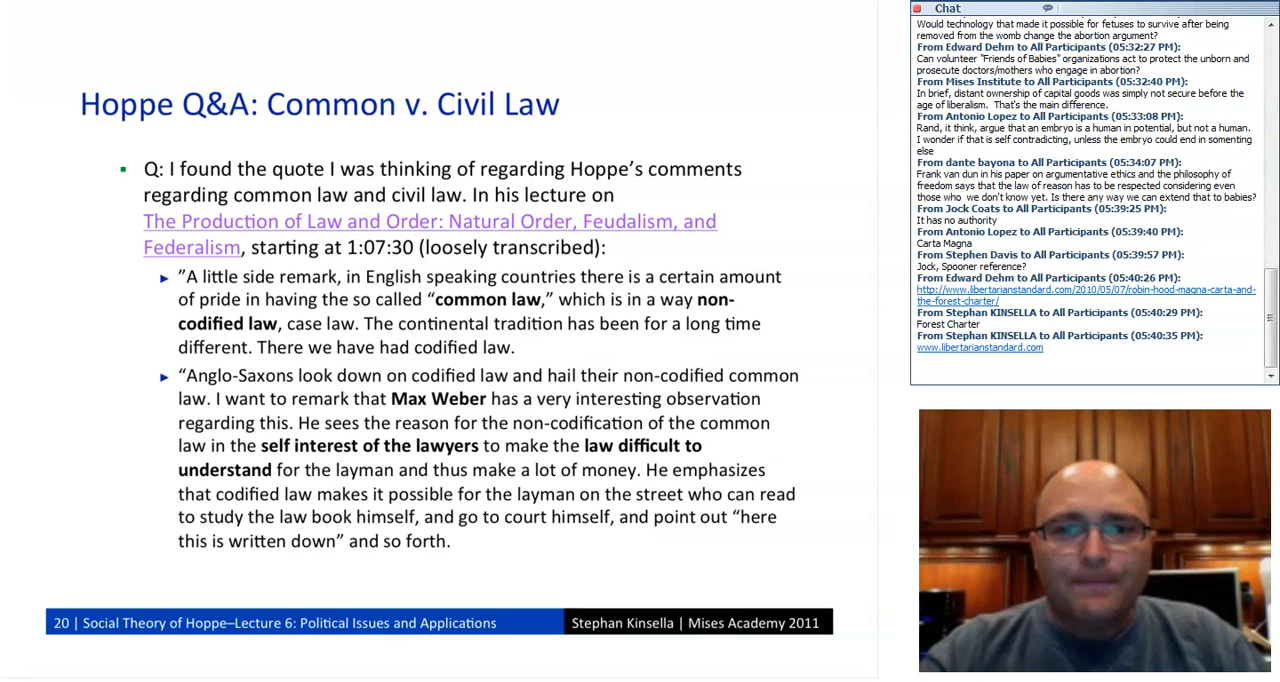 Hoppe Q&A: Common v. Civil Law
Q: I found the quote I was thinking of regarding Hoppe's comments
regarding common law and civil law. In his lecture on
The Production of Law and Order: Natural Order, Feudalism, and
Federalism, starting at 1:07:30 (loosely transcribed):
"A little side remark, in English speaking countries there is a certain amount
of pride in having the so called "common law," which is in a way non-
codified law, case law. The continental tradition has been for a long time
different. There we have had codified law.
"Anglo-Saxons look down on codified law and hail their non-codified common
law. I want to remark that Max Weber has a very interesting observation
regarding this. He sees the reason for the non-codification of the common
law in the self interest of the lawyers to make the law difficult to
understand for the layman and thus make a lot of money. He emphasizes
that codified law makes it possible for the layman on the street who can read
to study the law book himself, and go to court himself, and point out "here
this is written down" and so forth.
20 | Social Theory of Hoppe–Lecture 6: Political Issues and Applications
Stephan Kinsella | Mises Academy 2011
Chat
Would technology that made it possible for fetuses to survive after being
removed from the womb change the abortion argument?
From Edward Dehm to All Participants (05:32:27 PM):
Can volunteer "Friends of Babies" organizations act to protect the unborn and
prosecute doctors/mothers who engage in abortion?
From Mises Institute to All Participants (05:32:40 PM):
In brief, distant ownership of capital goods was simply not secure before the
age of liberalism.  That's the main difference.
From Antonio Lopez to All Participants (05:33:08 PM):
Rand, it think, argue that an embryo is a human in potential, but not a human.
I wonder if that is self contradicting, unless the embryo could end in somenting
else
From dante bayona to All Participants (05:34:07 PM):
Frank van dun in his paper on argumentative ethics and the philosophy of
freedom says that the law of reason has to be respected considering even
those who  we don't know yet. Is there any way we can extend that to babies?
From Jock Coats to All Participants (05:39:25 PM):
It has no authority
From Antonio Lopez to All Participants (05:39:40 PM):
Carta Magna
From Stephen Davis to All Participants (05:39:57 PM):
Jock, Spooner reference?
From Edward Dehm to All Participants (05:40:26 PM):
http://www.libertarianstandard.com/2010/05/07/robin-hood-magna-carta-and-
the-forest-charter/
From Stephan KINSELLA to All Participants (05:40:29 PM):
Forest Charter
From Stephan KINSELLA to All Participants (05:40:35 PM):
www.libertarianstandard.com